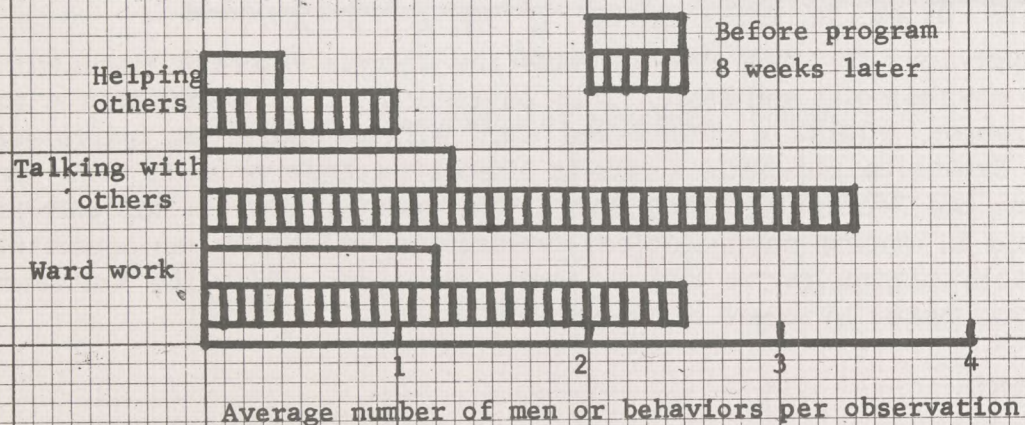 Before program
8 weeks later
Helping
others
Talking with
others
Ward work
1 2 3 4
Average number of men or behaviors per observation